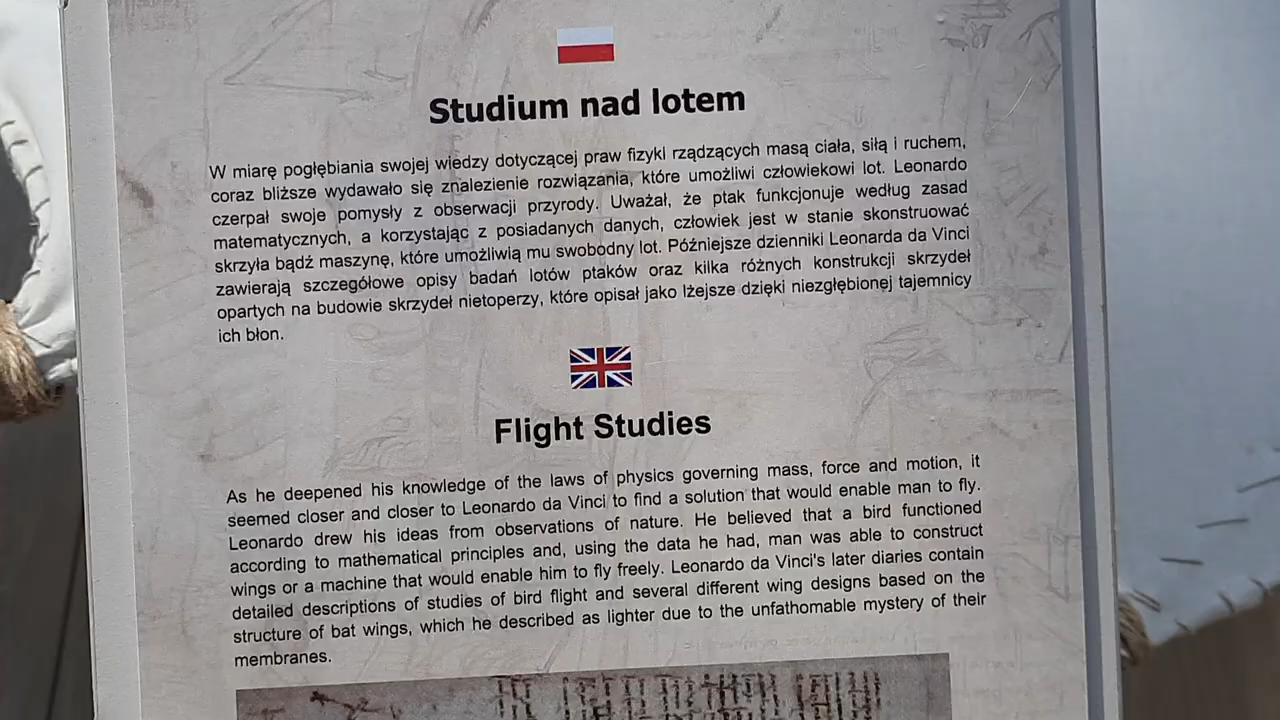 Studium nad lotem
W miarę pogłębiania swojej wiedzy dotyczącej praw fizyki rządzących masą ciała, siłą i ruchem,
coraz bliższe wydawało się znalezienie rozwiązania, które umożliwi człowiekowi lot. Leonardo
czerpał swoje pomysły z obserwacji przyrody. Uważał, że ptak funkcjonuje według zasad
matematycznych, a korzystając z posiadanych danych, człowiek jest w stanie skonstruować
skrzyła bądź maszynę, które umożliwią mu swobodny lot. Późniejsze dzienniki Leonarda da Vinci
zawierają szczegółowe opisy badań lotów ptaków oraz kilka różnych konstrukcji skrzydeł
opartych na budowie skrzydeł nietoperzy, które opisał jako lżejsze dzięki niezgłębionej tajemnicy
ich błon.
Flight Studies
As he deepened his knowledge of the laws of physics governing mass, force and motion, it
seemed closer and closer to Leonardo da Vinci to find a solution that would enable man to fly.
Leonardo drew his ideas from observations of nature. He believed that a bird functioned
according to mathematical principles and, using the data he had, man was able to construct
wings or a machine that would enable him to fly freely. Leonardo da Vinci's later diaries contain
detailed descriptions of studies of bird flight and several different wing designs based on the
structure of bat wings, which he described as lighter due to the unfathomable mystery of their
membranes.